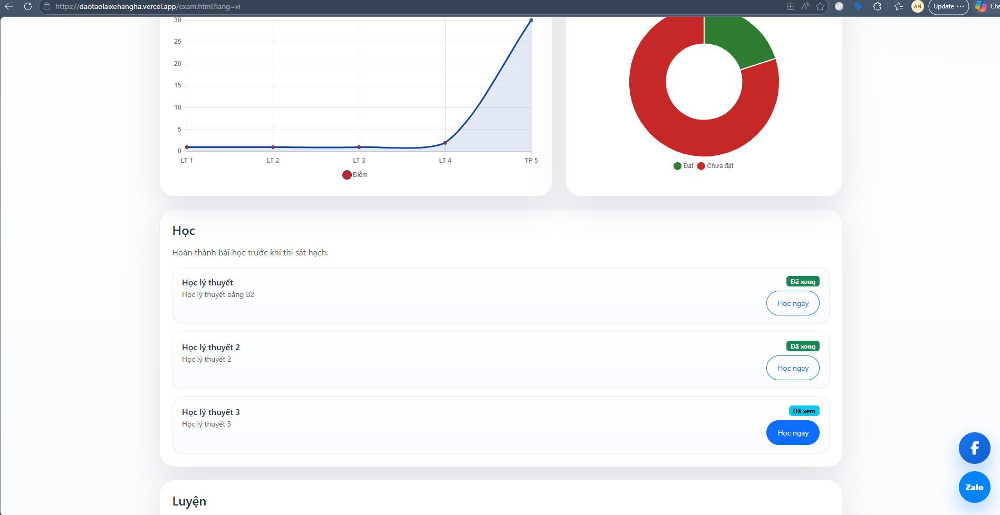 https://daotaolaixehangha.vercel.app/exam.html?lang=vi
AN
Update
30
25
20
15
10
5
0
LT 1
LT 2
LT 3
LT 4
TP 5
Điểm
Đạt
Chưa đạt
Học
Hoàn thành bài học trước khi thi sát hạch.
Học lý thuyết
Học lý thuyết bằng B2
Đã xong
Học ngay
Học lý thuyết 2
Học lý thuyết 2
Đã xong
Học ngay
Học lý thuyết 3
Học lý thuyết 3
Đã xem
Học ngay
Zalo
Luyện